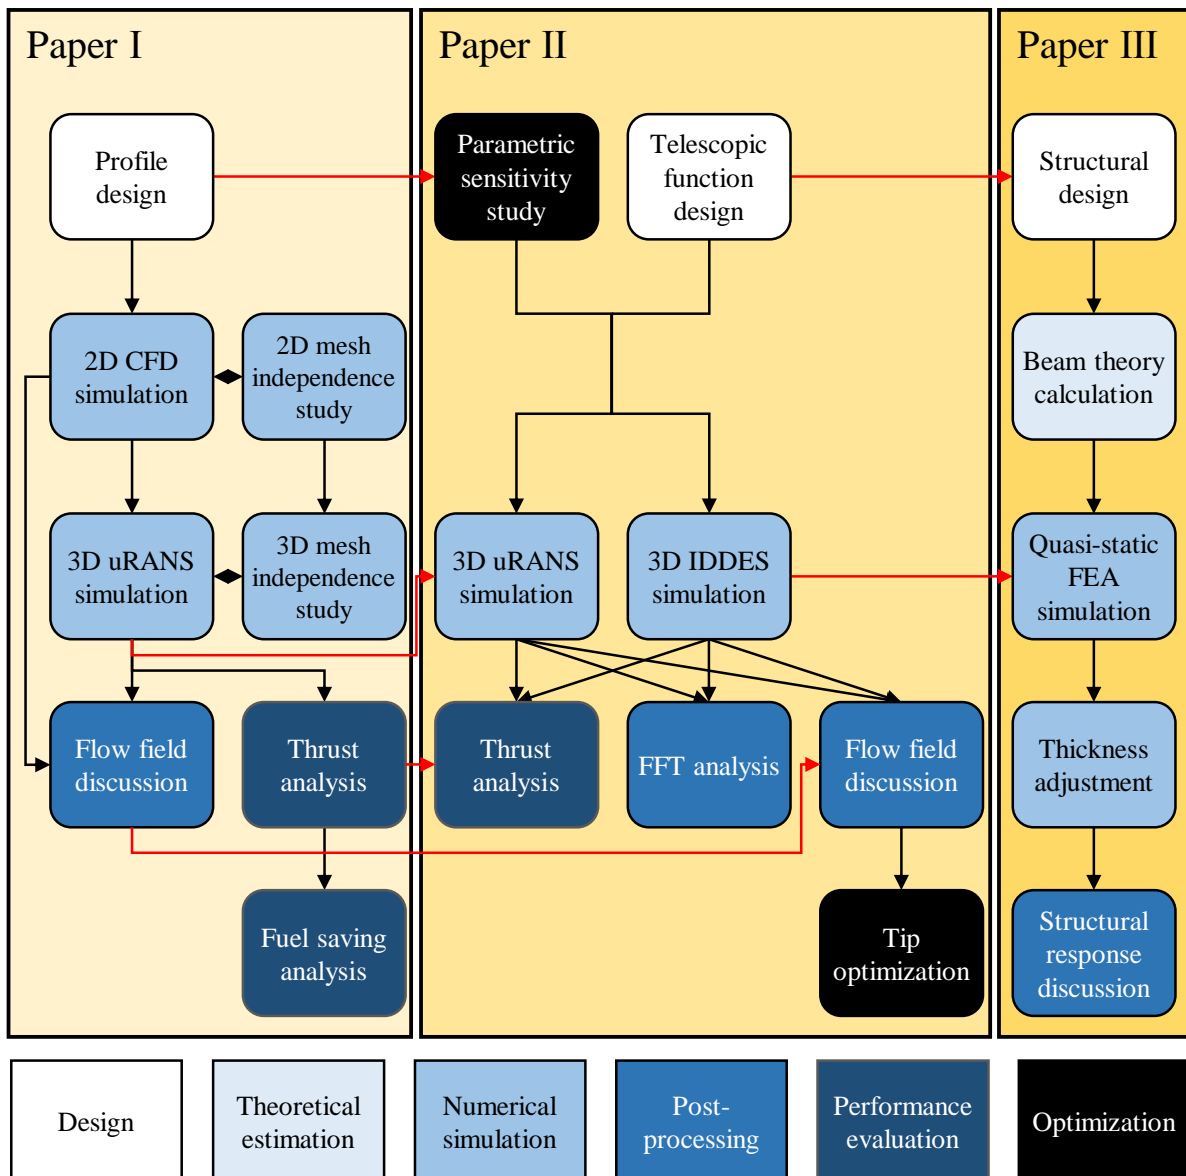 Paper I
Profile
design
2D CFD
simulation
2D mesh
independence
study
3D uRANS
simulation
3D mesh
independence
study
Flow field
discussion
Thrust
analysis
Fuel saving
analysis
Paper II
Parametric
sensitivity
study
Telescopic
function
design
3D uRANS
simulation
3D IDDES
simulation
Thrust
analysis
FFT analysis
Flow field
discussion
Tip
optimization
Paper III
Structural
design
Beam theory
calculation
Quasi-static
FEA
simulation
Thickness
adjustment
Structural
response
discussion
Design
Theoretical
estimation
Numerical
simulation
Post-
processing
Performance
evaluation
Optimization